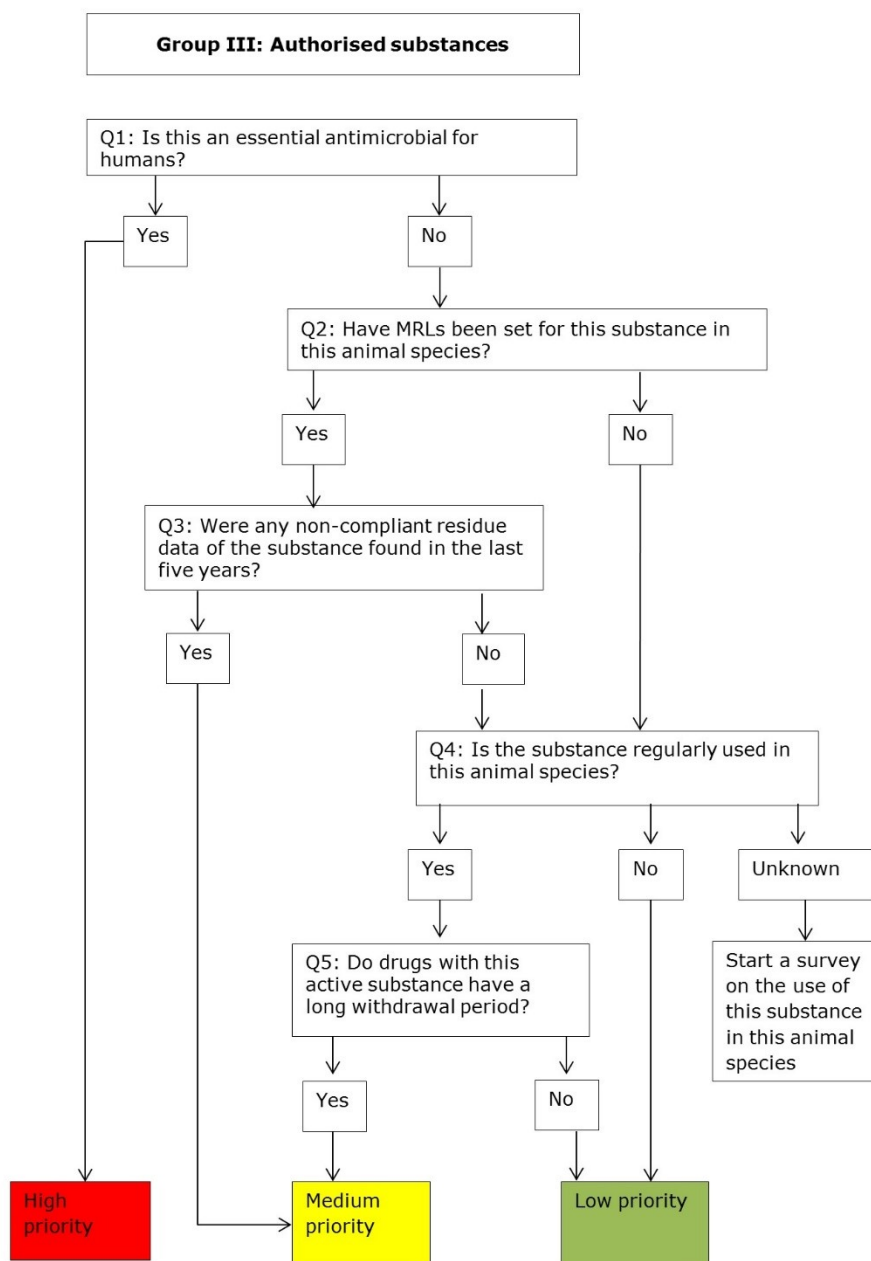 Group III: Authorised substances
Q1: Is this an essential antimicrobial for
humans?
Yes
No
Q2: Have MRLs been set for this substance in
this animal species?
Yes
No
Q3: Were any non-compliant residue
data of the substance found in the last
five years?
Yes
No
Q4: Is the substance regularly used in
this animal species?
Yes
No
Unknown
Q5: Do drugs with this
active substance have a
long withdrawal period?
Start a survey
on the use of
this substance
in this animal
species
Yes
No
High
priority
Medium
priority
Low priority